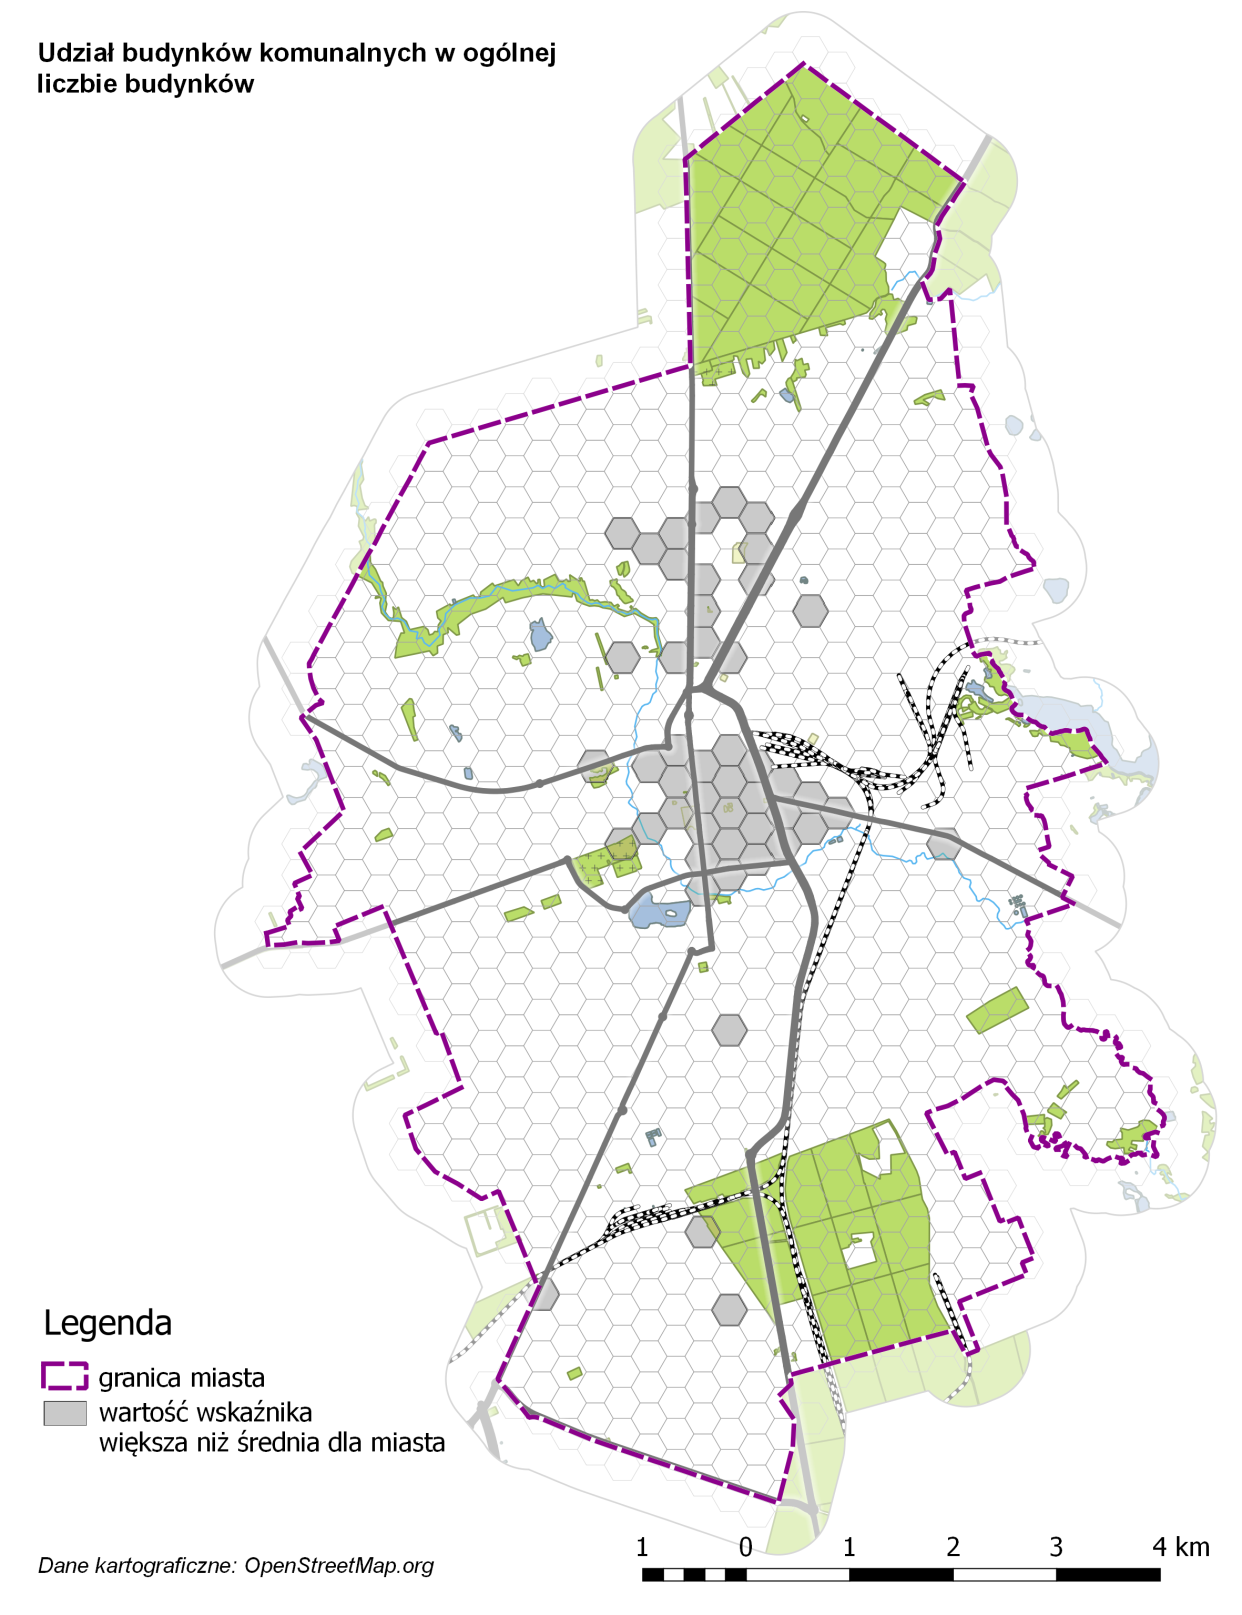 Udział budynków komunalnych w ogólnej
liczbie budynków
Legenda
granica miasta
wartość wskaźnika
większa niż średnia dla miasta
Dane kartograficzne: OpenStreetMap.org
1 0 1 2 3 4 km